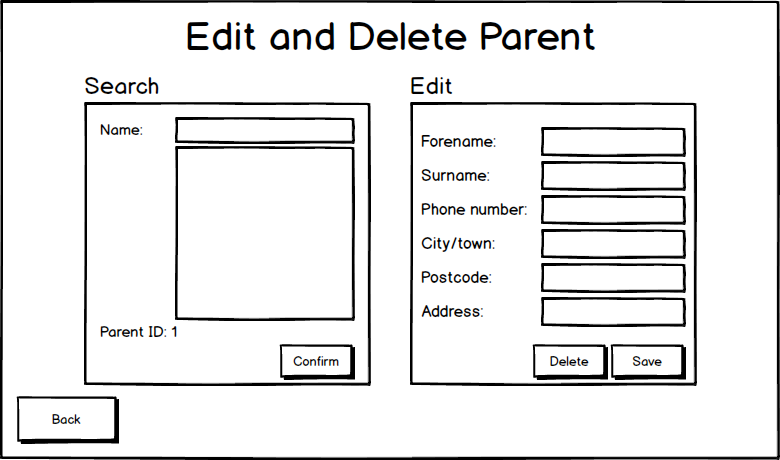 Edit and Delete Parent
Search
Name:
Parent ID: 1
Confirm
Edit
Forename:
Surname:
Phone number:
City/town:
Postcode:
Address:
Delete Save
Back